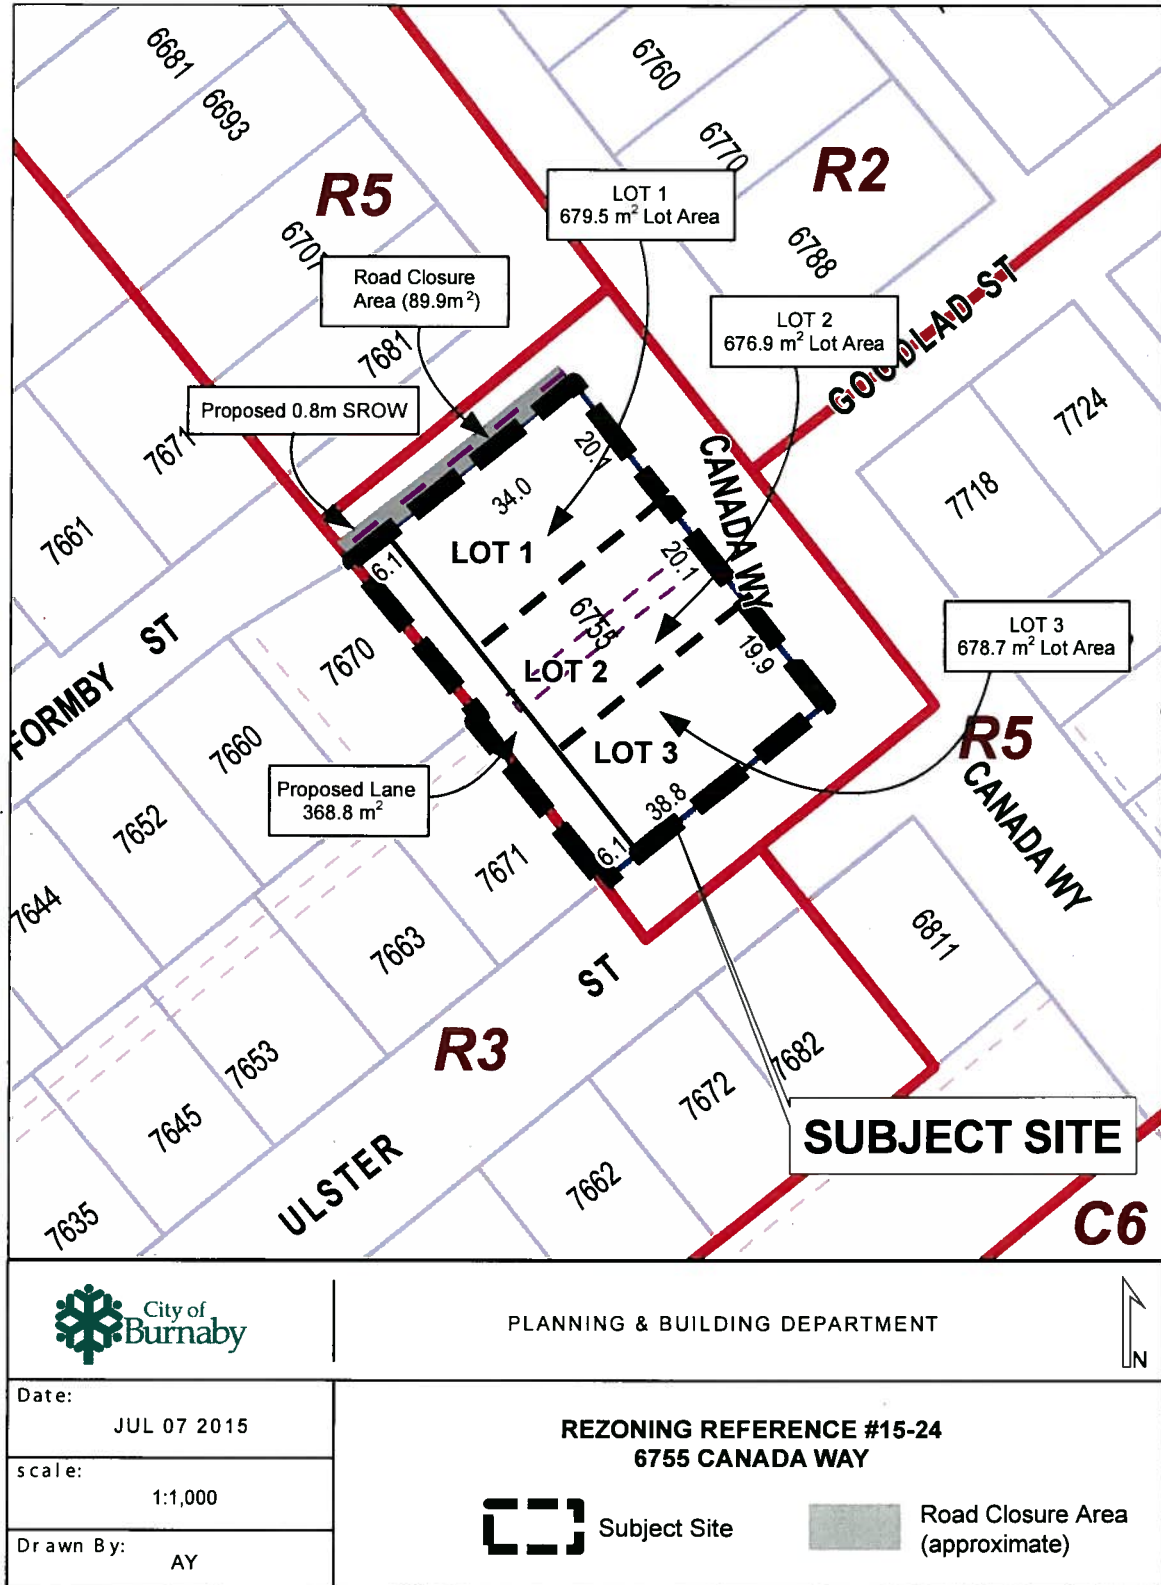 6681
6693
6760
6770
R2
R5
LOT 1
679.5 m² Lot Area
6707
6788
Road Closure
Area (89.9m²)
GOODLAD ST
LOT 2
676.9 m² Lot Area
7681
Proposed 0.8m SROW
7671
7724
20.1
CANADA WY
7718
34.0
7661
LOT 1
6.1
20.1
6755
FORMBY ST
7670
LOT 2
19.9
LOT 3
678.7 m² Lot Area
7660
LOT 3
R5
CANADA WY
Proposed Lane
368.8 m²
38.8
7652
7671
6.1
7644
7663
6811
ULSTER ST
R3
7653
7682
7672
7645
SUBJECT SITE
7662
7635
C6
City of
Burnaby
PLANNING & BUILDING DEPARTMENT
N
Date:
JUL 07 2015
scale:
1:1,000
Drawn By:
AY
REZONING REFERENCE #15-24
6755 CANADA WAY
Subject Site
Road Closure Area
(approximate)